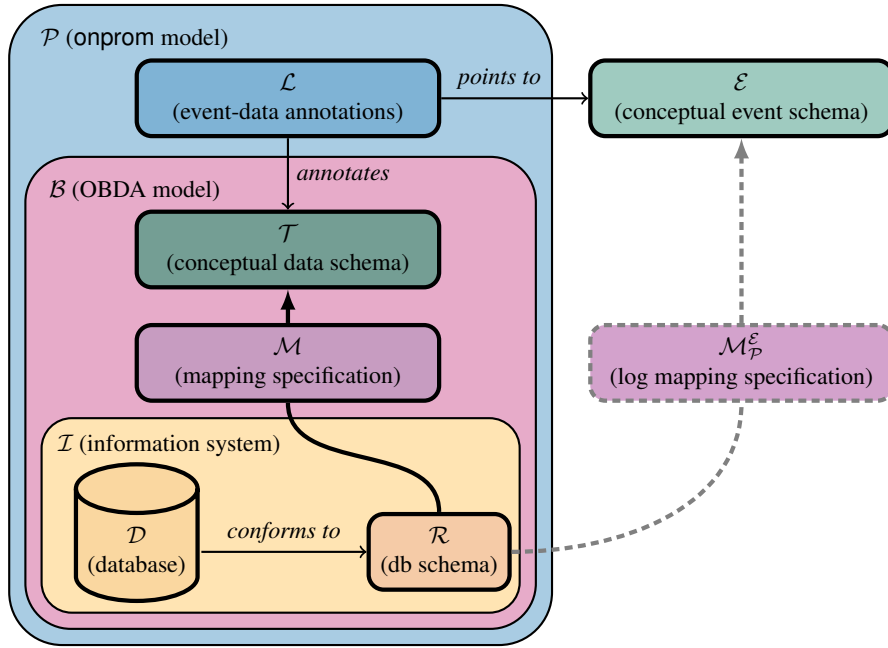 𝒫 (onprom model)
ℒ
(event-data annotations)
points to
ℰ
(conceptual event schema)
annotates
ℬ (OBDA model)
𝒯
(conceptual data schema)
ℳ
(mapping specification)
ℳ_𝒫^ℰ
(log mapping specification)
ℐ (information system)
𝒟
(database)
conforms to
ℛ
(db schema)